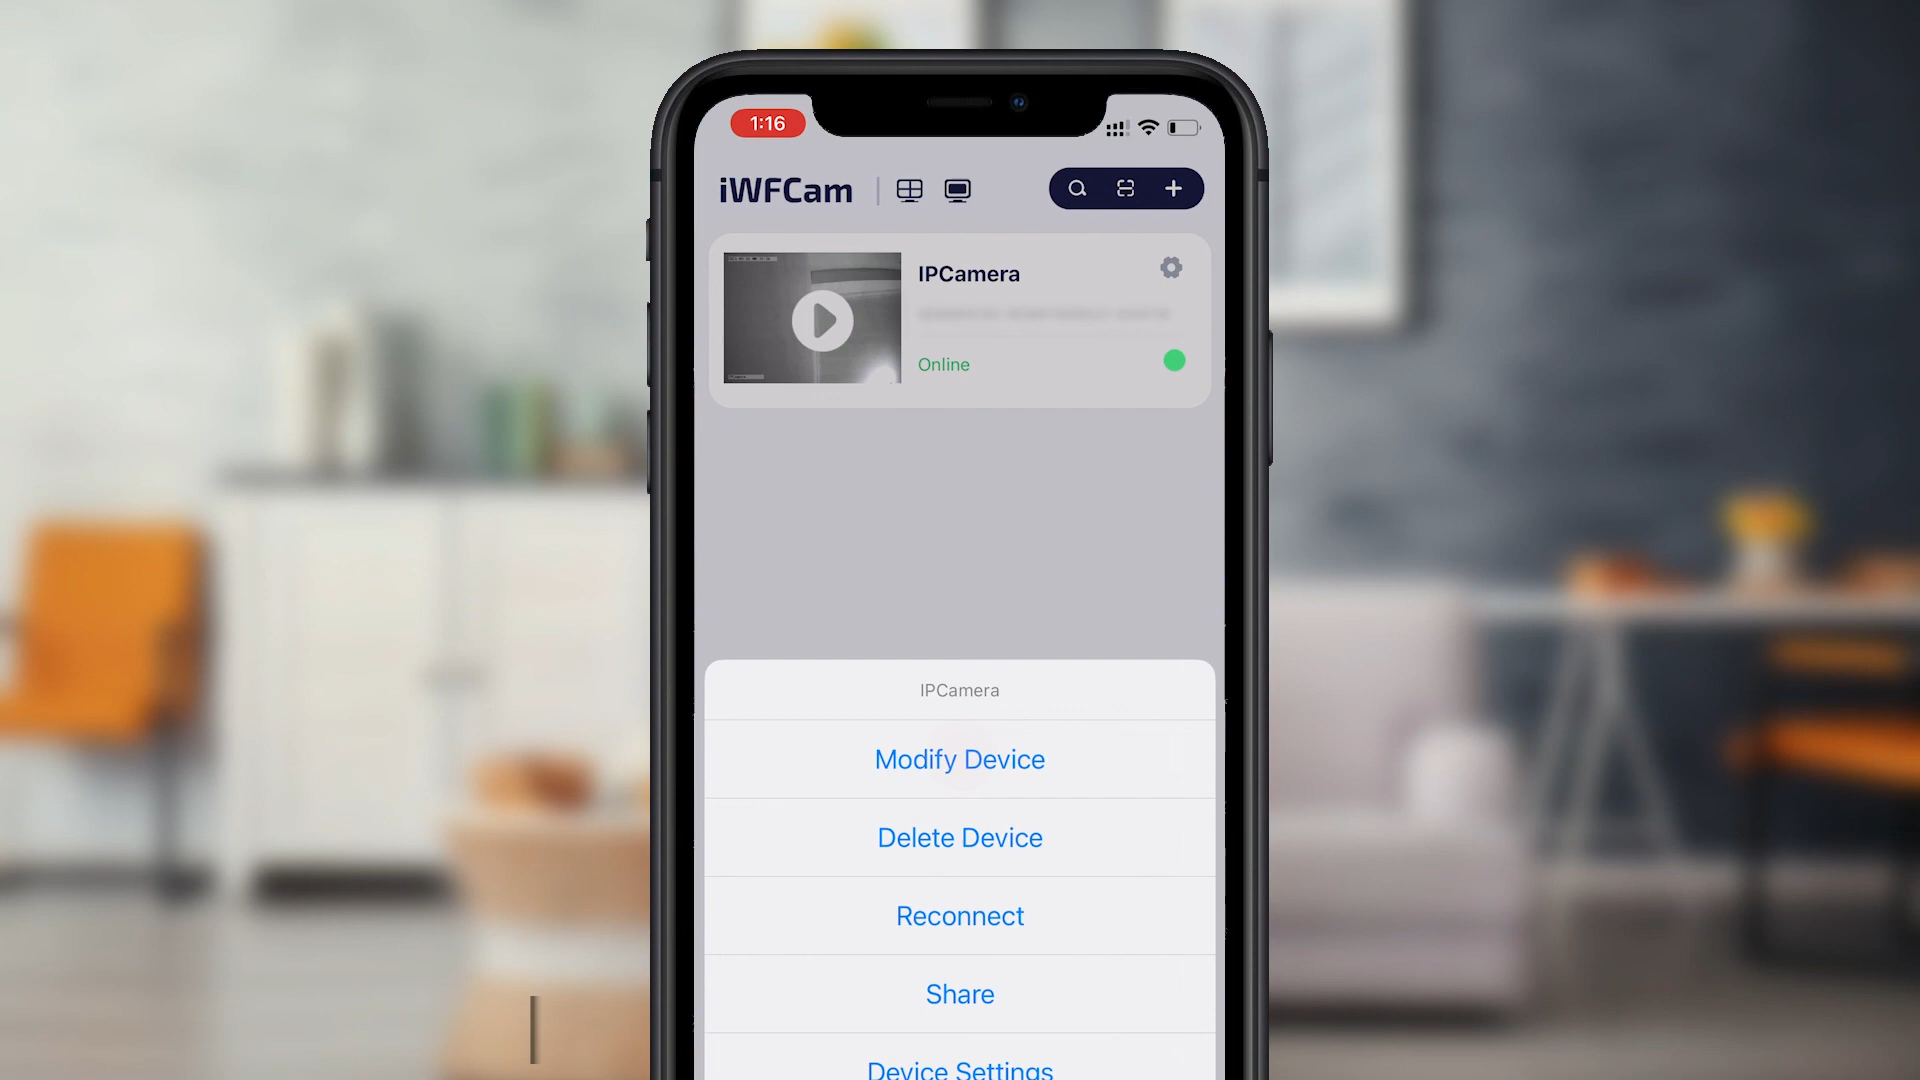 1:16
iWFCam
IPCamera
Online
IPCamera
Modify Device
Delete Device
Reconnect
Share
Device Settings